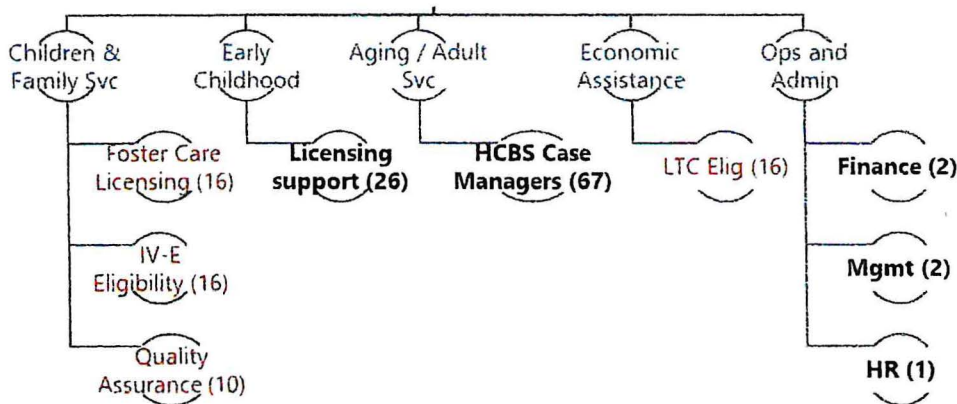 Children &
Family Svc
Early
Childhood
Aging / Adult
Svc
Economic
Assistance
Ops and
Admin
Foster Care
Licensing (16)
Licensing
support (26)
HCBS Case
Managers (67)
LTC Elig (16)
Finance (2)
IV-E
Eligibility (16)
Mgmt (2)
Quality
Assurance (10)
HR (1)